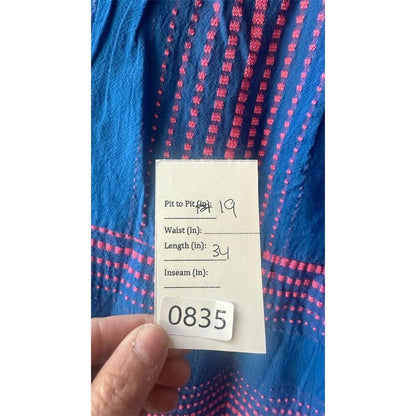 Pit to Pit (in): 19
Waist (in):
Length (in): 34
Inseam (in):
0835